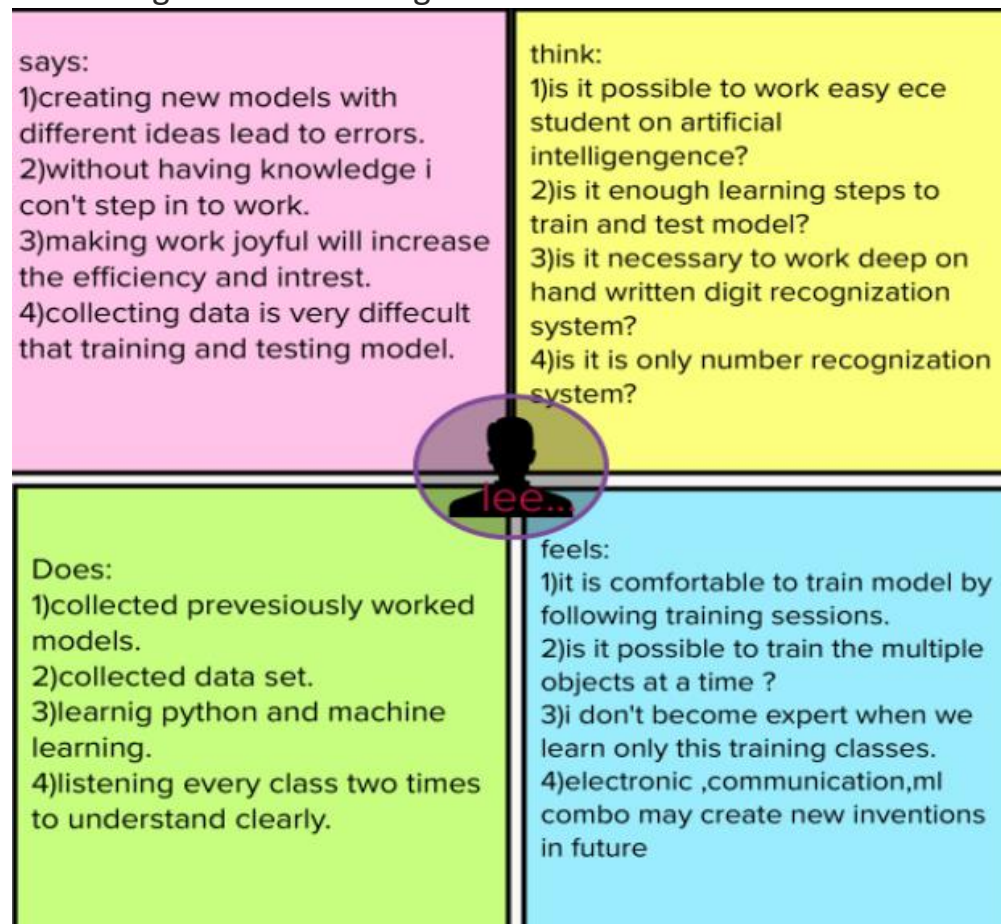 says:
1)creating new models with
different ideas lead to errors.
2)without having knowledge i
con't step in to work.
3)making work joyful will increase
the efficiency and intrest.
4)collecting data is very diffecult
that training and testing model.
think:
1)is it possible to work easy ece
student on artificial
intelligengence?
2)is it enough learning steps to
train and test model?
3)is it necessary to work deep on
hand written digit recognization
system?
4)is it is only number recognization
system?
lee...
Does:
1)collected prevesiously worked
models.
2)collected data set.
3)learnig python and machine
learning.
4)listening every class two times
to understand clearly.
feels:
1)it is comfortable to train model by
following training sessions.
2)is it possible to train the multiple
objects at a time ?
3)i don't become expert when we
learn only this training classes.
4)electronic ,communication,ml
combo may create new inventions
in future